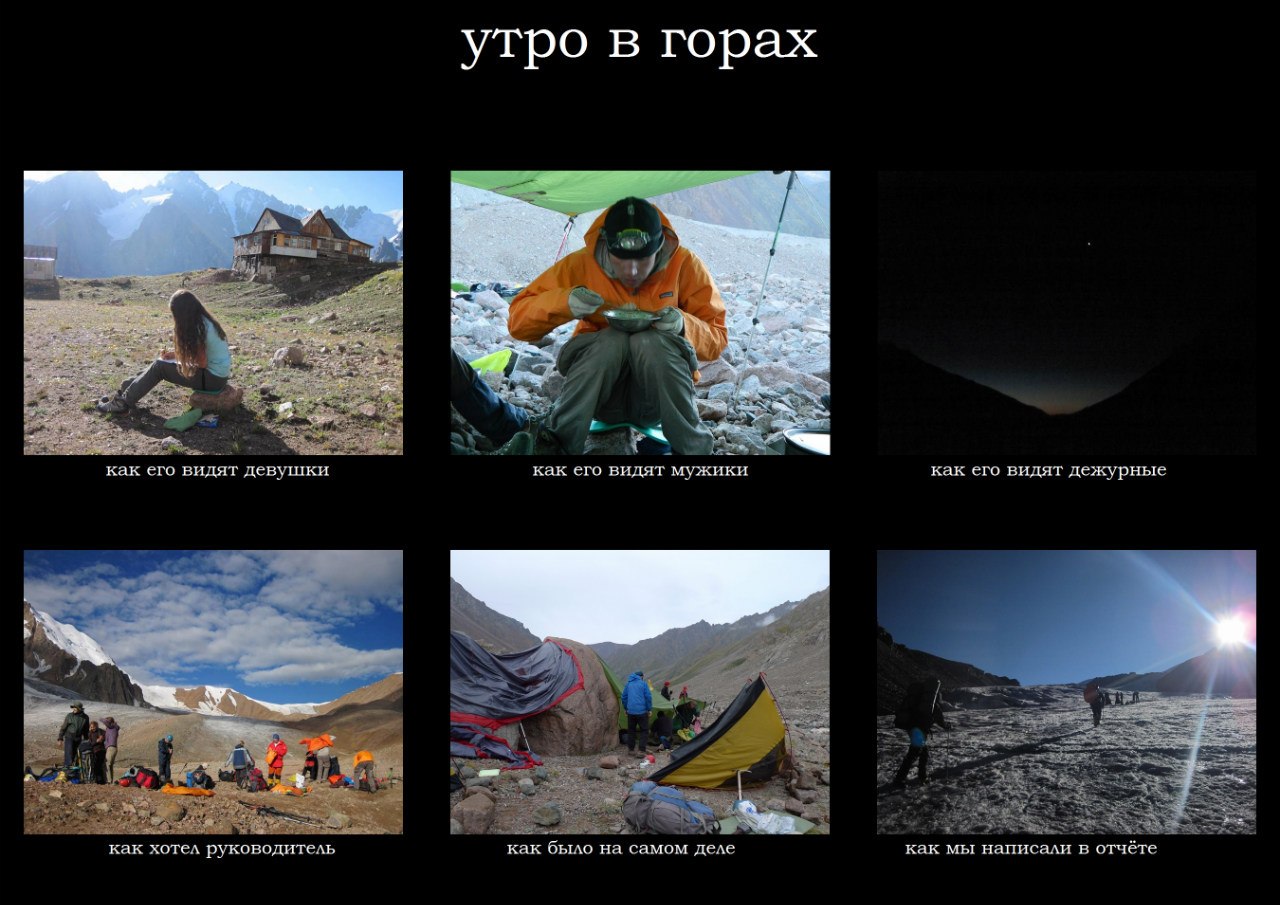 утро в горах
как его видят девушки
как его видят мужики
как его видят дежурные
как хотел руководитель
как было на самом деле
как мы написали в отчёте